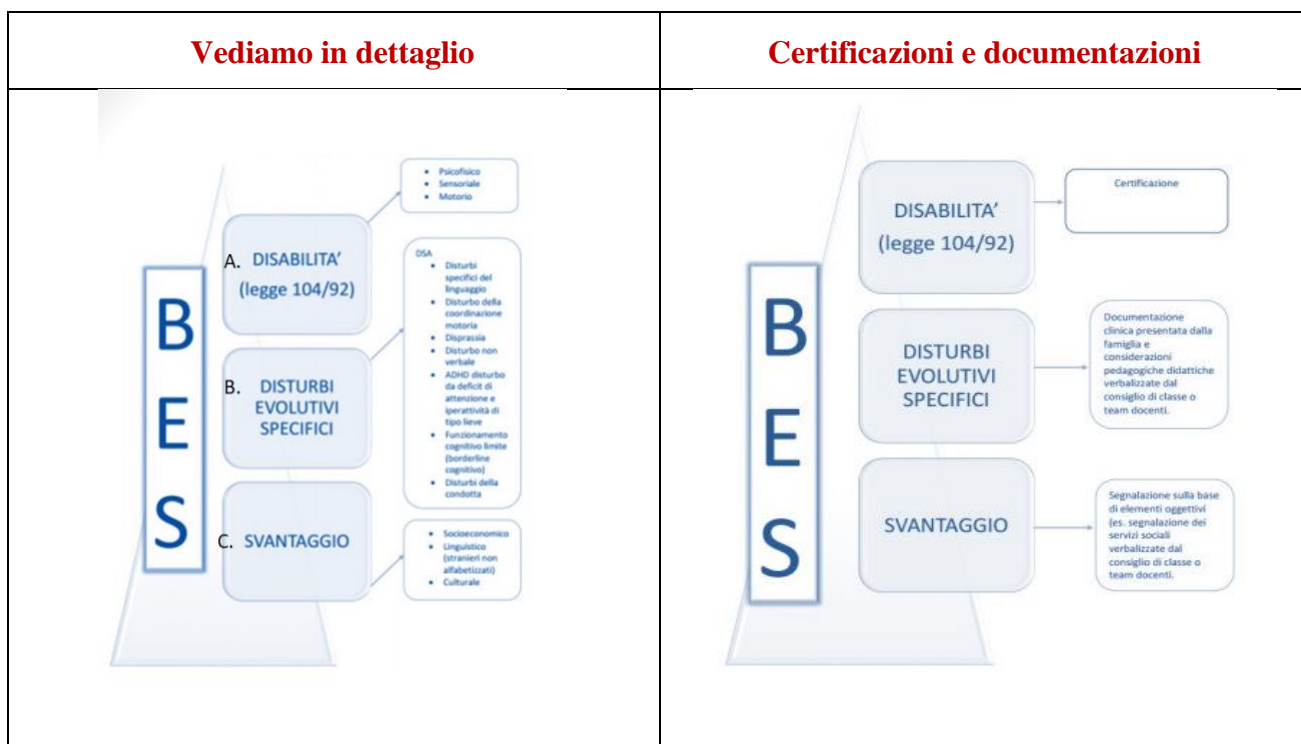 Vediamo in dettaglio
Certificazioni e documentazioni
B
E
S
A. DISABILITA'
(legge 104/92)
• Psicofisico
• Sensoriale
• Motorio
B. DISTURBI
EVOLUTIVI
SPECIFICI
DSA
• Disturbi
specifici del
linguaggio
• Disturbo della
coordinazione
motoria
• Disprassia
• Disturbo non
verbale
• ADHD disturbo
da deficit di
attenzione e
iperattività di
tipo lieve
• Funzionamento
cognitivo limite
(borderline
cognitivo)
• Disturbi della
condotta
C. SVANTAGGIO
• Socioeconomico
• Linguistico
(stranieri non
alfabetizzati)
• Culturale
B
E
S
DISABILITA'
(legge 104/92)
Certificazione
DISTURBI
EVOLUTIVI
SPECIFICI
Documentazione
clinica presentata dalla
famiglia e
considerazioni
pedagogiche didattiche
verbalizzate dal
consiglio di classe o
team docenti.
SVANTAGGIO
Segnalazione sulla base
di elementi oggettivi
(es. segnalazione dei
servizi sociali
verbalizzate dal
consiglio di classe o
team docenti.